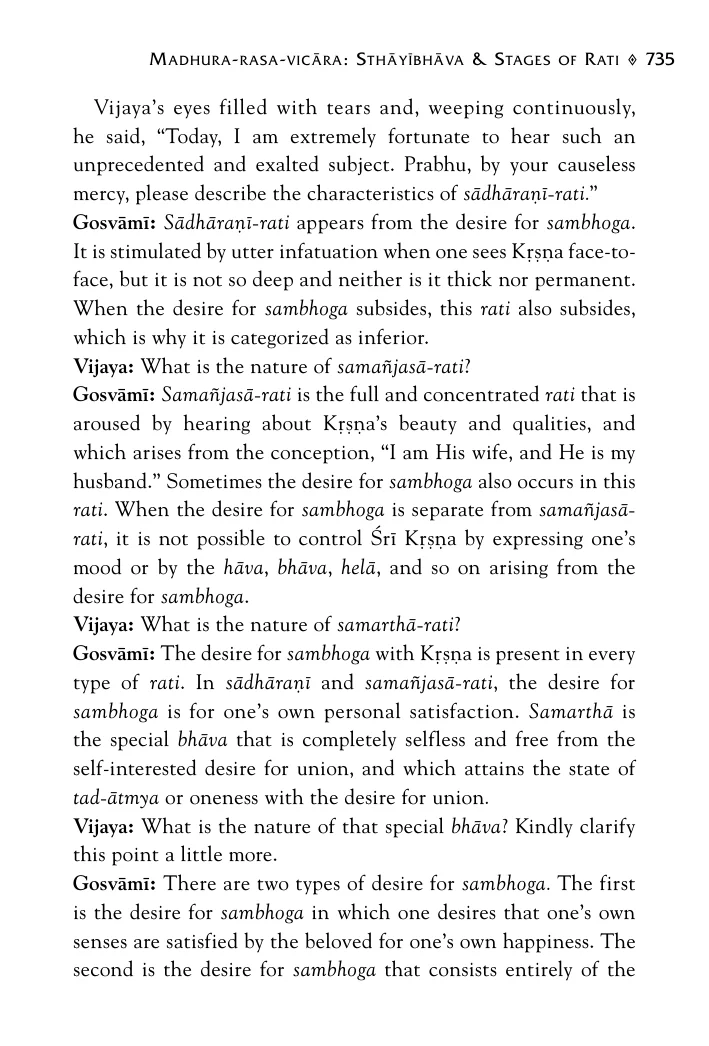 MADHURA-RASA-VICĀRA: STHĀYĪBHĀVA & STAGES OF RATI ◈ 735
Vijaya’s eyes filled with tears and, weeping continuously,
he said, “Today, I am extremely fortunate to hear such an
unprecedented and exalted subject. Prabhu, by your causeless
mercy, please describe the characteristics of sādhāraṇī-rati.”
Gosvāmī: Sādhāraṇī-rati appears from the desire for sambhoga.
It is stimulated by utter infatuation when one sees Kṛṣṇa face-to-
face, but it is not so deep and neither is it thick nor permanent.
When the desire for sambhoga subsides, this rati also subsides,
which is why it is categorized as inferior.
Vijaya: What is the nature of samañjasā-rati?
Gosvāmī: Samañjasā-rati is the full and concentrated rati that is
aroused by hearing about Kṛṣṇa’s beauty and qualities, and
which arises from the conception, “I am His wife, and He is my
husband.” Sometimes the desire for sambhoga also occurs in this
rati. When the desire for sambhoga is separate from samañjasā-
rati, it is not possible to control Śrī Kṛṣṇa by expressing one’s
mood or by the hāva, bhāva, helā, and so on arising from the
desire for sambhoga.
Vijaya: What is the nature of samarthā-rati?
Gosvāmī: The desire for sambhoga with Kṛṣṇa is present in every
type of rati. In sādhāraṇī and samañjasā-rati, the desire for
sambhoga is for one’s own personal satisfaction. Samarthā is
the special bhāva that is completely selfless and free from the
self-interested desire for union, and which attains the state of
tad-ātmya or oneness with the desire for union.
Vijaya: What is the nature of that special bhāva? Kindly clarify
this point a little more.
Gosvāmī: There are two types of desire for sambhoga. The first
is the desire for sambhoga in which one desires that one’s own
senses are satisfied by the beloved for one’s own happiness. The
second is the desire for sambhoga that consists entirely of the